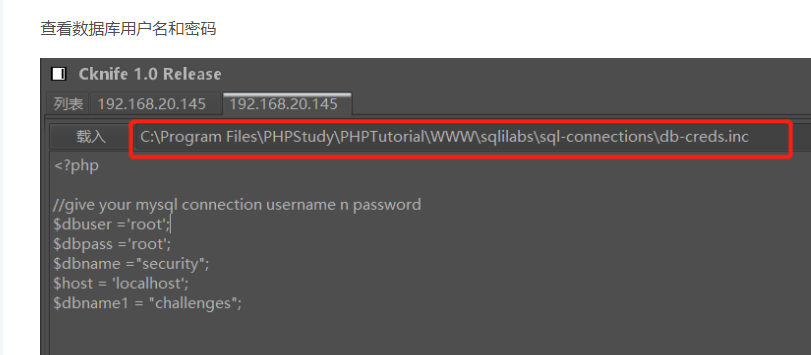 查看数据库用户名和密码
Cknife 1.0 Release
列表 192.168.20.145 192.168.20.145
载入 C:\Program Files\PHPStudy\PHPTutorial\WWW\sqlilabs\sql-connections\db-creds.inc
<?php
//give your mysql connection username n password
$dbuser ='root';
$dbpass ='root';
$dbname ="security";
$host = 'localhost';
$dbname1 = "challenges";